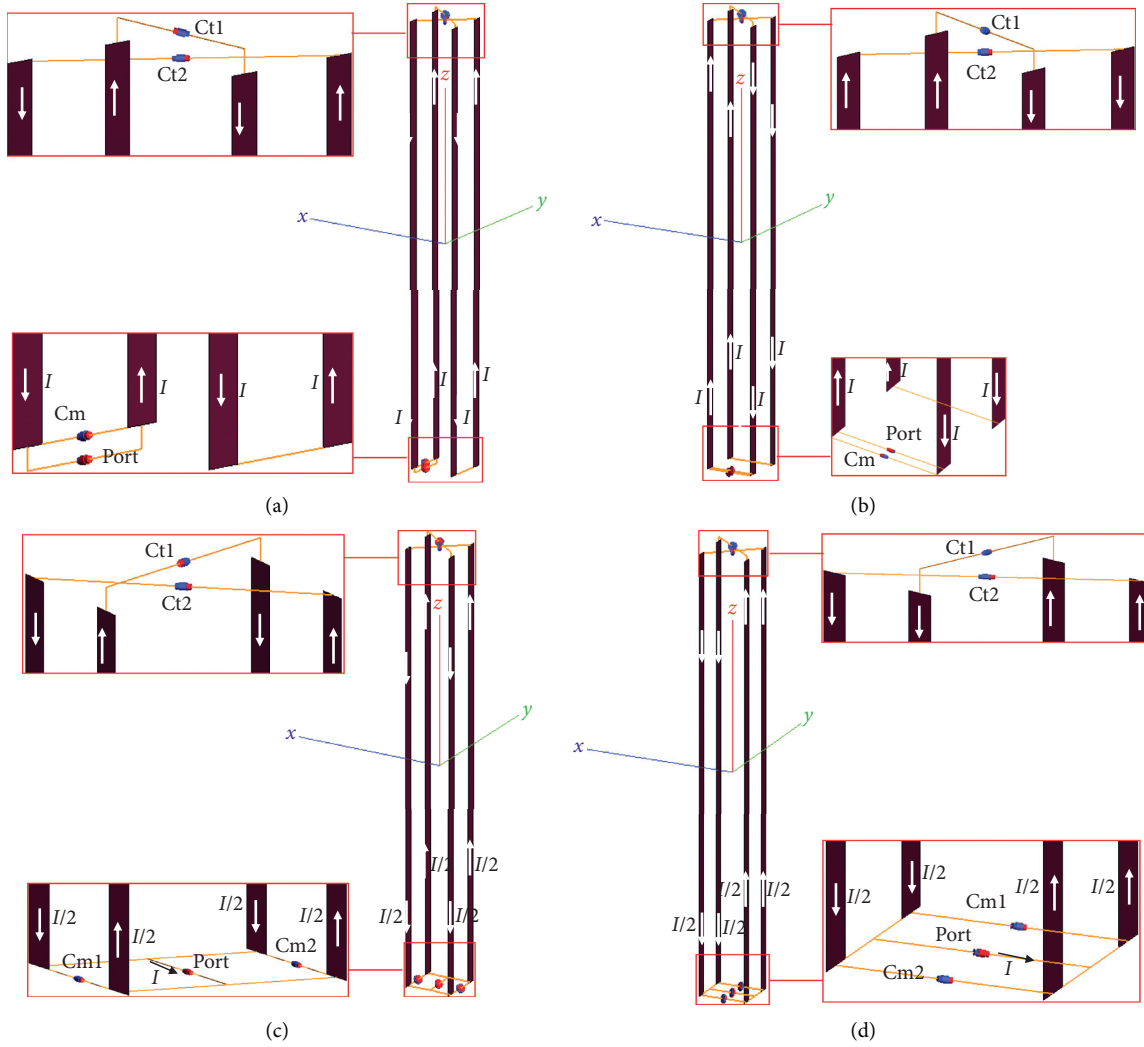 Ct1
Ct2
z
x
y
I
I
I
I
Cm
Port
I
I
I
I
(a)
Ct1
Ct2
z
x
y
I
I
I
I
I
I
I
I
Port
Cm
(b)
Ct1
Ct2
z
x
y
I/2
I/2
I/2
I/2
I/2
I/2
I/2
I/2
Cm1
Port
Cm2
I
(c)
Ct1
Ct2
z
x
y
I/2
I/2
I/2
I/2
I/2
I/2
I/2
I/2
Cm1
Port
I
Cm2
(d)